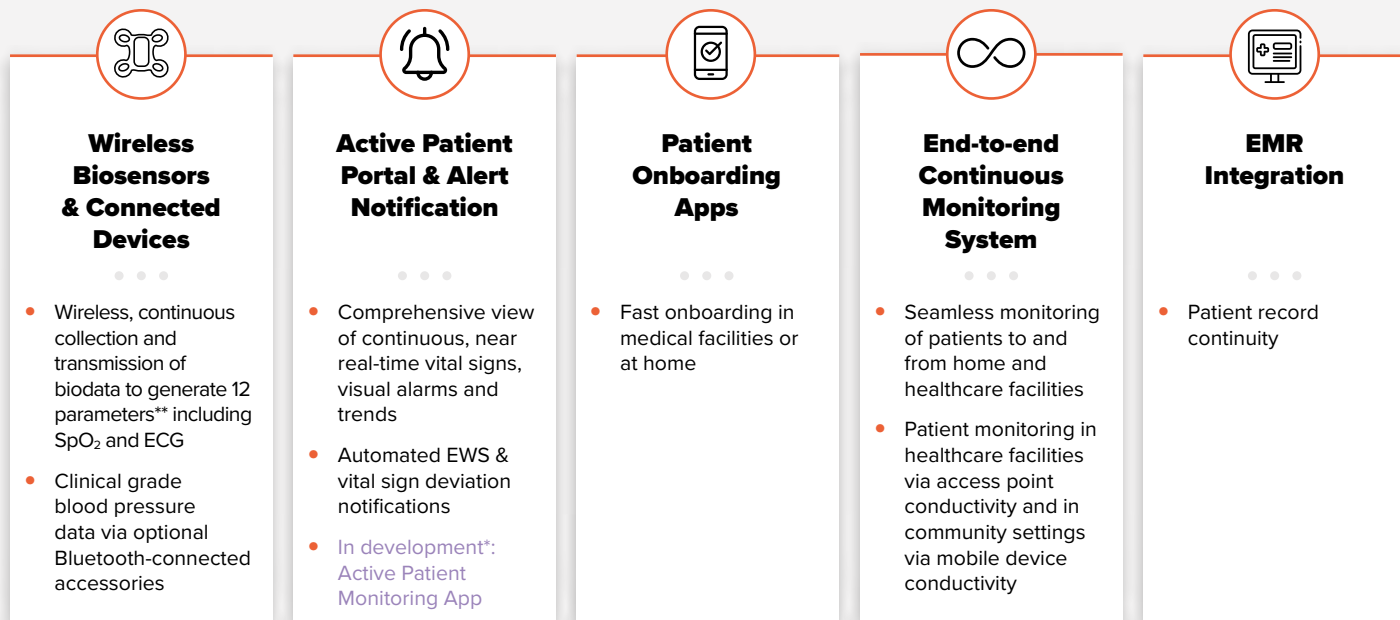 Wireless
Biosensors
& Connected
Devices
Wireless, continuous
collection and
transmission of
biodata to generate 12
parameters** including
SpO₂ and ECG
Clinical grade
blood pressure
data via optional
Bluetooth-connected
accessories
Active Patient
Portal & Alert
Notification
Comprehensive view
of continuous, near
real-time vital signs,
visual alarms and
trends
Automated EWS &
vital sign deviation
notifications
In development*:
Active Patient
Monitoring App
Patient
Onboarding
Apps
Fast onboarding in
medical facilities or
at home
End-to-end
Continuous
Monitoring
System
Seamless monitoring
of patients to and
from home and
healthcare facilities
Patient monitoring in
healthcare facilities
via access point
conductivity and in
community settings
via mobile device
conductivity
EMR
Integration
Patient record
continuity